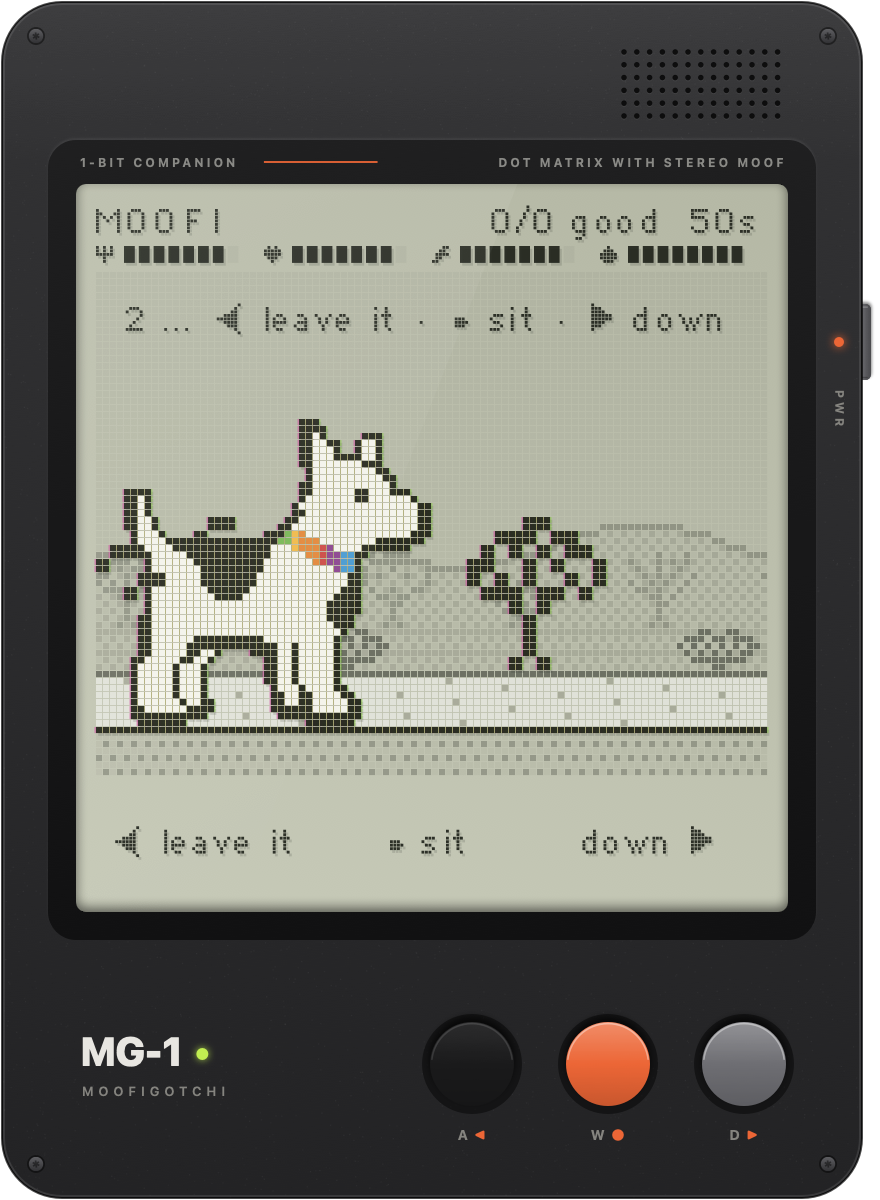 1-BIT COMPANION DOT MATRIX WITH STEREO MOOF
MOOFI 0/0 good 50s
2 ... ◀ leave it · sit · ▶ down
PWR
◀ leave it sit down ▶
MG-1
MOOFIGOTCHI
A ◀ W ● D ▶